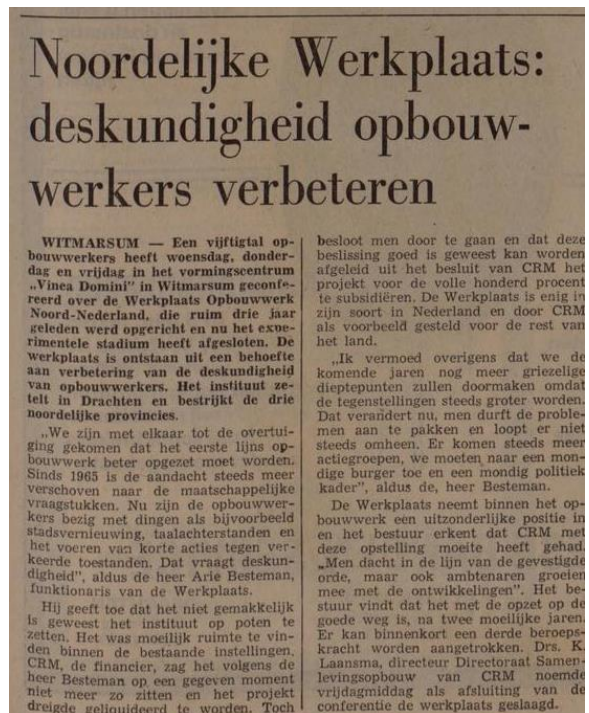 Noordelijke Werkplaats:
deskundigheid opbouw-
werkers verbeteren
WITMARSUM — Een vijftigtal op-
bouwwerkers heeft woensdag, donder-
dag en vrijdag in het vormingscentrum
„Vinea Domini” in Witmarsum geconfe-
reerd over de Werkplaats Opbouwwerk
Noord-Nederland, die ruim drie jaar
geleden werd opgericht en nu het expe-
rimentele stadium heeft afgesloten. De
werkplaats is ontstaan uit een behoefte
aan verbetering van de deskundigheid
van opbouwwerkers. Het instituut ze-
telt in Drachten en bestrijkt de drie
noordelijke provincies.
„We zijn met elkaar tot de overtui-
ging gekomen dat het eerste lijns op-
bouwwerk beter opgezet moet worden.
Sinds 1965 is de aandacht steeds meer
verschoven naar de maatschappelijke
vraagstukken. Nu zijn de opbouwwer-
kers bezig met dingen als bijvoorbeeld
stadsvernieuwing, taalachterstanden en
het voeren van korte acties tegen ver-
keerde toestanden. Dat vraagt deskun-
digheid”, aldus de heer Arie Besteman,
funktionaris van de Werkplaats.
Hij geeft toe dat het niet gemakkelijk
is geweest het instituut op poten te
zetten. Het was moeilijk ruimte te vin-
den binnen de bestaande instellingen.
CRM, de financier, zag het volgens de
heer Besteman op een gegeven moment
niet meer zo zitten en het projekt
dreigde geliquideerd te worden. Toch
besloot men door te gaan en dat deze
beslissing goed is geweest kan worden
afgeleid uit het besluit van CRM het
projekt voor de volle honderd procent
te subsidiëren. De Werkplaats is enig in
zijn soort in Nederland en door CRM
als voorbeeld gesteld voor de rest van
het land.
„Ik vermoed overigens dat we de
komende jaren nog meer griezelige
dieptepunten zullen doormaken omdat
de tegenstellingen steeds groter worden.
Dat verandert nu, men durft de proble-
men aan te pakken en loopt er niet
steeds omheen. Er komen steeds meer
actiegroepen, we moeten naar een mon-
dige burger toe en een mondig politiek
kader”, aldus de, heer Besteman.
De Werkplaats neemt binnen het op-
bouwwerk een uitzonderlijke positie in
en het bestuur erkent dat CRM met
deze opstelling moeite heeft gehad.
„Men dacht in de lijn van de gevestigde
orde, maar ook ambtenaren groeien
mee met de ontwikkelingen”. Het be-
stuur vindt dat het met de opzet op de
goede weg is, na twee moeilijke jaren.
Er kan binnenkort een derde beroeps-
kracht worden aangetrokken. Drs. K.
Laansma, directeur Directoraat Samen-
levingsopbouw van CRM noemde
vrijdagmiddag als afsluiting van de
conferentie de werkplaats geslaagd.